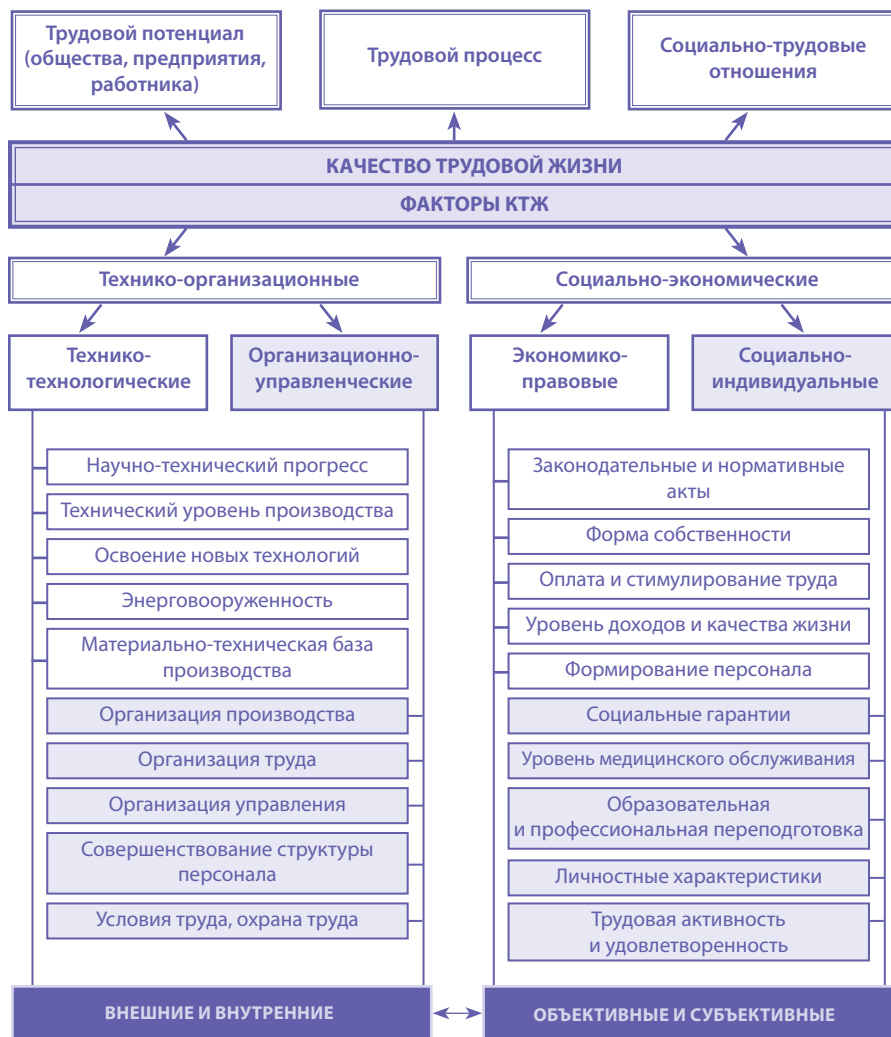 Трудовой потенциал
(общества, предприятия,
работника)
Трудовой процесс
Социально-трудовые
отношения
КАЧЕСТВО ТРУДОВОЙ ЖИЗНИ
ФАКТОРЫ КТЖ
Технико-организационные
Социально-экономические
Технико-
технологические
Организационно-
управленческие
Экономико-
правовые
Социально-
индивидуальные
Научно-технический прогресс
Технический уровень производства
Освоение новых технологий
Энерговооруженность
Материально-техническая база
производства
Организация производства
Организация труда
Организация управления
Совершенствование структуры
персонала
Условия труда, охрана труда
Законодательные и нормативные
акты
Форма собственности
Оплата и стимулирование труда
Уровень доходов и качества жизни
Формирование персонала
Социальные гарантии
Уровень медицинского обслуживания
Образовательная
и профессиональная переподготовка
Личностные характеристики
Трудовая активность
и удовлетворенность
ВНЕШНИЕ И ВНУТРЕННИЕ
ОБЪЕКТИВНЫЕ И СУБЪЕКТИВНЫЕ